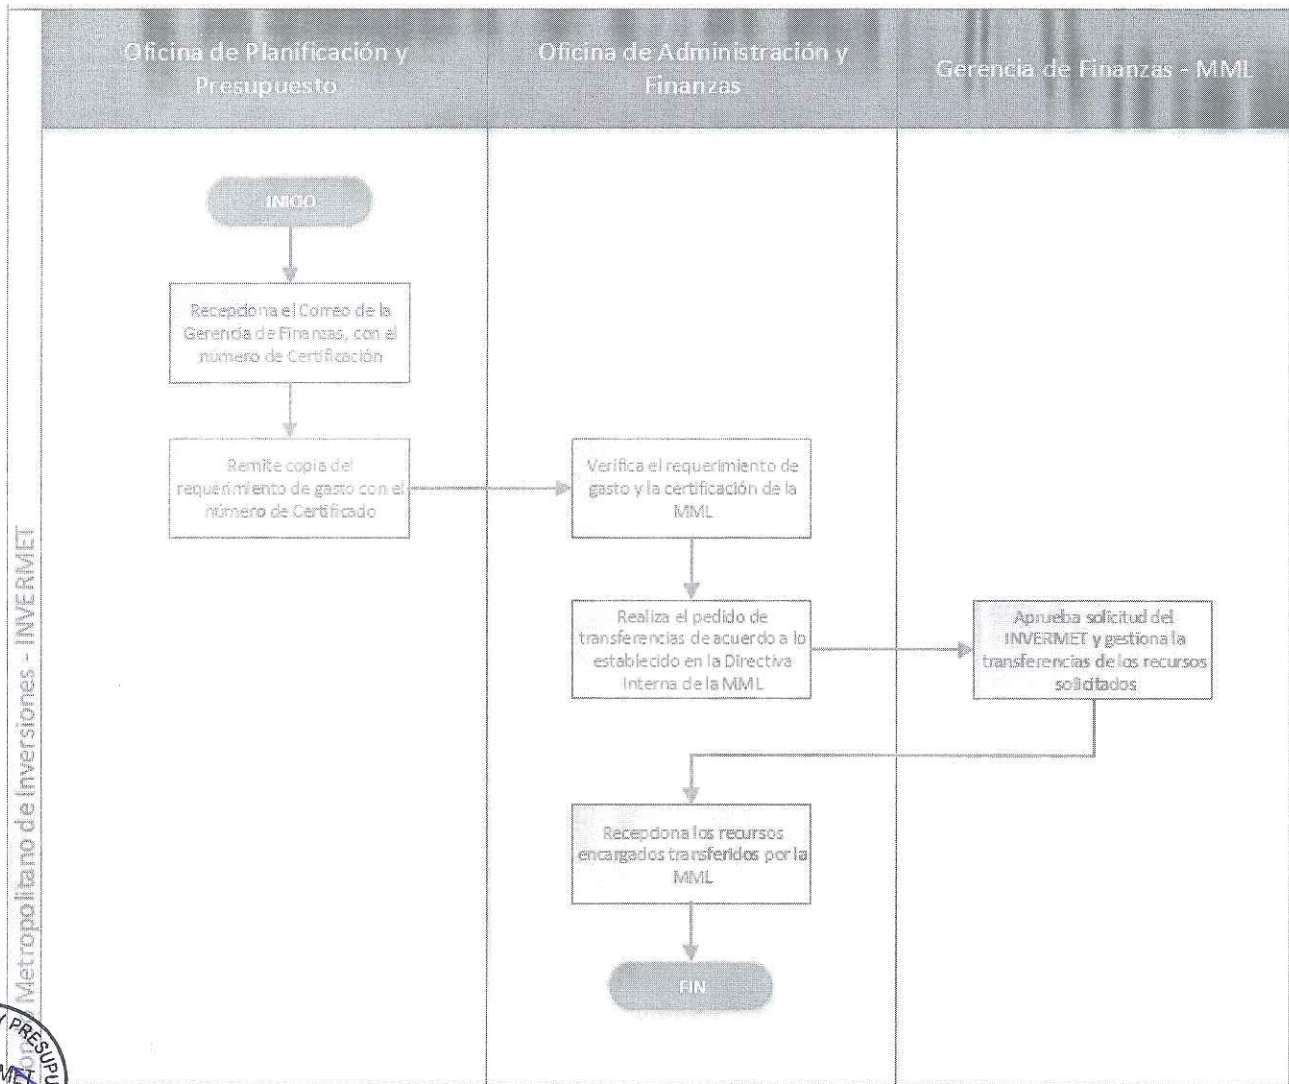 Oficina de Planificación y
Presupuesto
Oficina de Administración y
Finanzas
Gerencia de Finanzas - MML
INICIO
Recepciona el Correo de la
Gerencia de Finanzas, con el
número de Certificación
Remite copia del
requerimiento de gasto con el
número de Certificado
Verifica el requerimiento de
gasto y la certificación de la
MML
Realiza el pedido de
transferencias de acuerdo a lo
establecido en la Directiva
Interna de la MML
Aprueba solicitud del
INVERMET y gestiona la
transferencias de los recursos
solicitados
Recepciona los recursos
encargados transferidos por la
MML
FIN
Metropolitano de Inversiones - INVERMET
Y PRESUPU